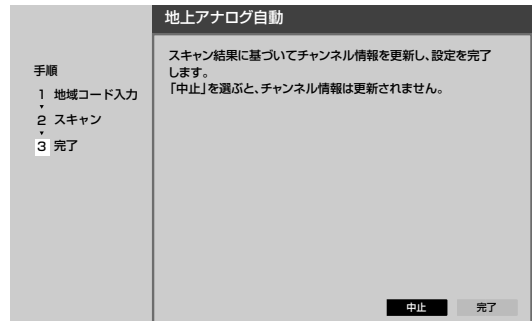 地上アナログ自動
手順
1 地域コード入力
2 スキャン
3 完了
スキャン結果に基づいてチャンネル情報を更新し、設定を完了
します。
「中止」を選ぶと、チャンネル情報は更新されません。
中止 完了